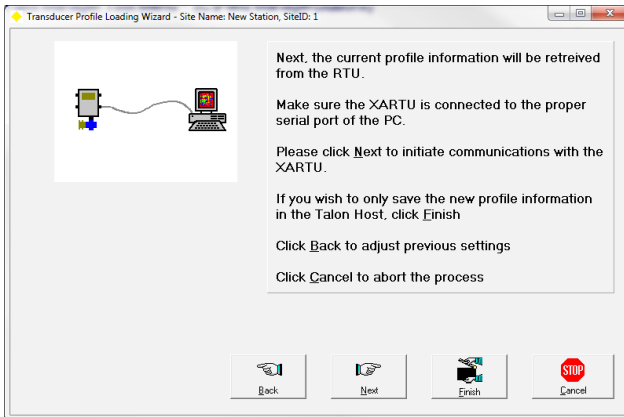 Transducer Profile Loading Wizard - Site Name: New Station, SiteID: 1
Next, the current profile information will be retreived
from the RTU.
Make sure the XARTU is connected to the proper
serial port of the PC.
Please click Next to initiate communications with the
XARTU.
If you wish to only save the new profile information
in the Talon Host, click Finish
Click Back to adjust previous settings
Click Cancel to abort the process
Back
Next
Finish
STOP
Cancel